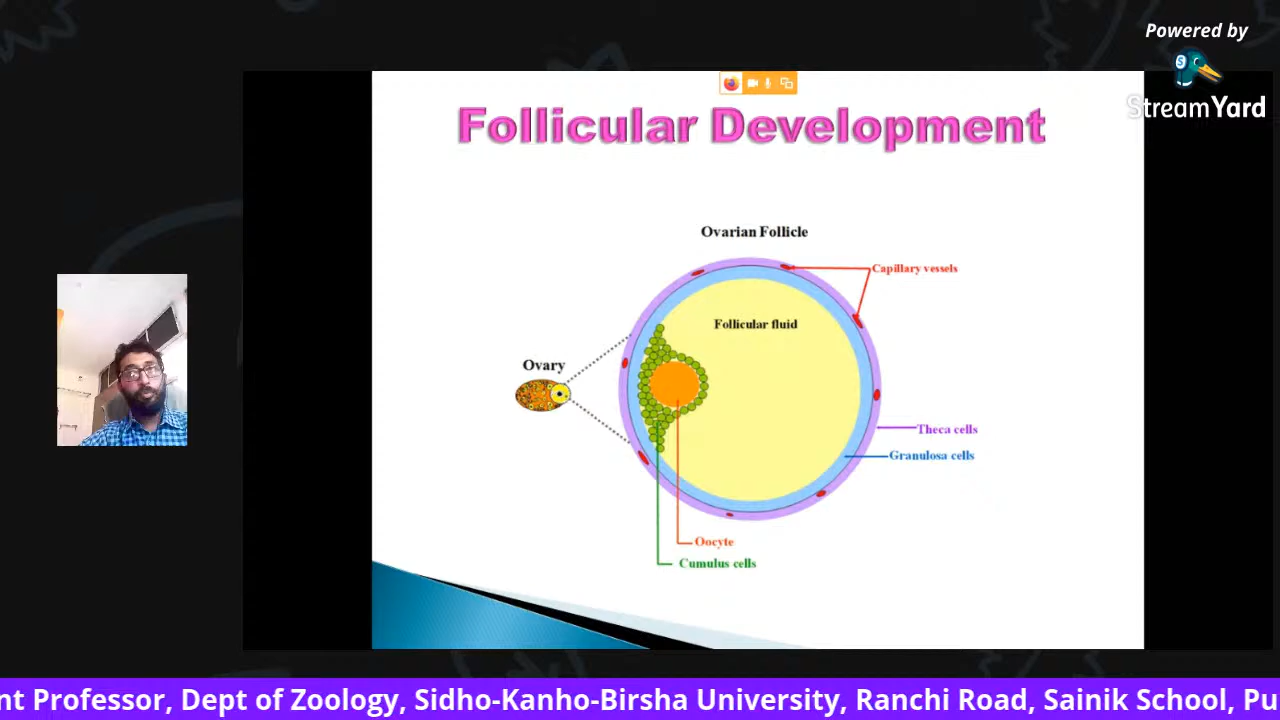 Powered by
StreamYard
Follicular Development
Ovarian Follicle
Capillary vessels
Follicular fluid
Ovary
Theca cells
Granulosa cells
Oocyte
Cumulus cells
nt Professor, Dept of Zoology, Sidho-Kanho-Birsha University, Ranchi Road, Sainik School, Pu